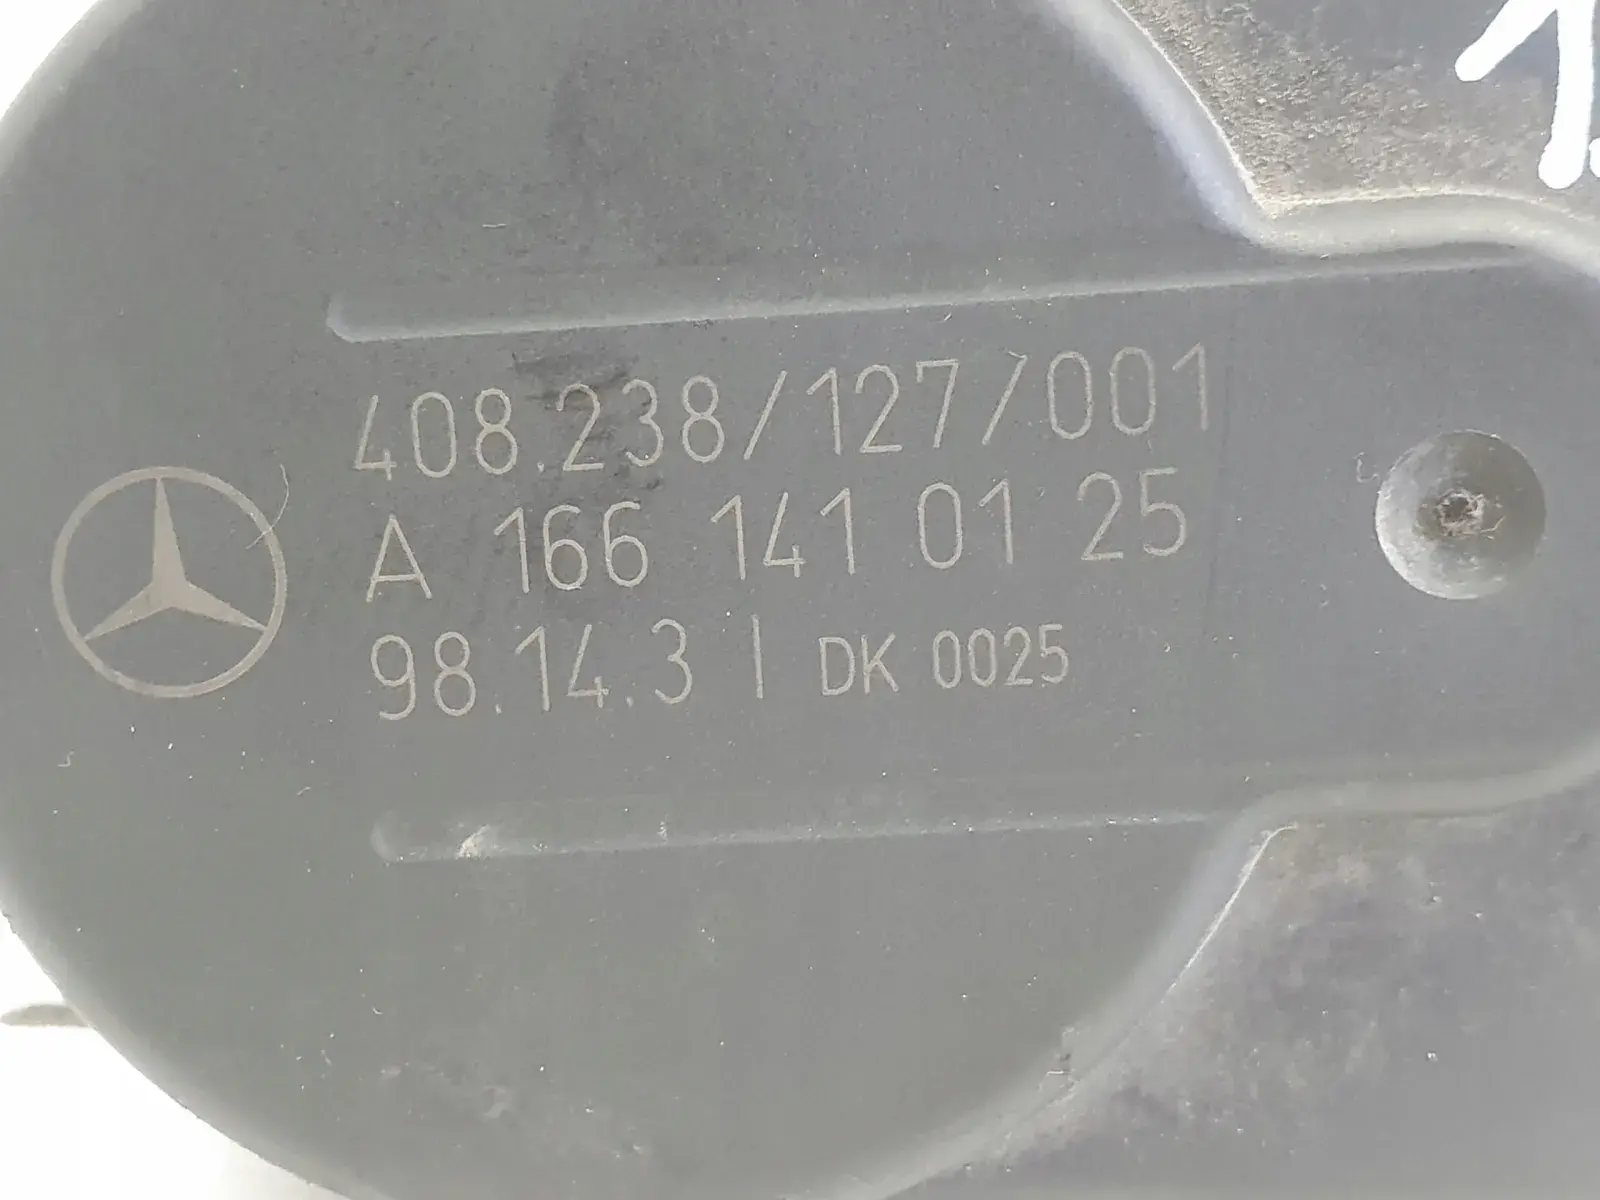 408.238/127/001
A 166 141 01 25
98.14.3 | DK 0025